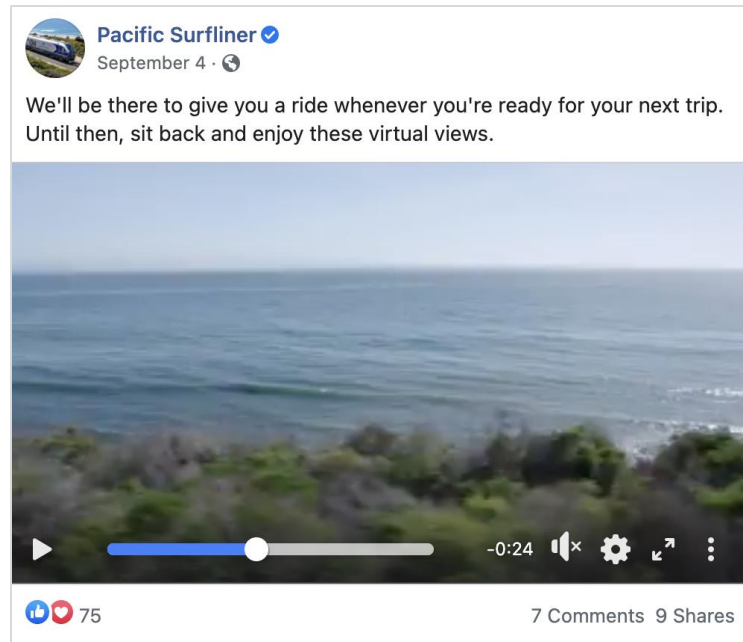 Pacific Surfliner
September 4 ·
We'll be there to give you a ride whenever you're ready for your next trip.
Until then, sit back and enjoy these virtual views.
-0:24
75
7 Comments 9 Shares